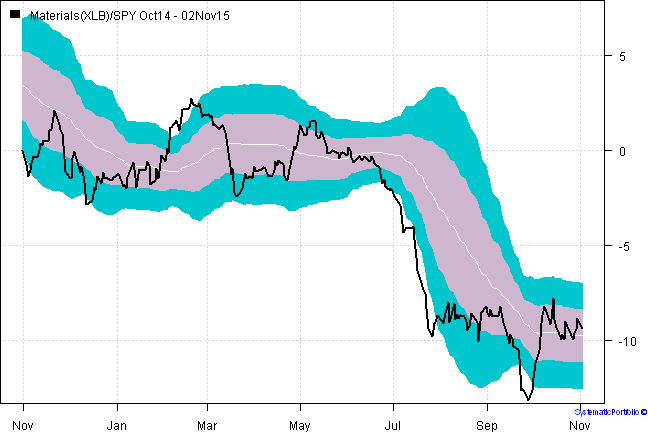 Materials(XLB)/SPY Oct14 - 02Nov15
5
0
-5
-10
Nov Jan Mar May Jul Sep Nov
SystematicPortfolio ©